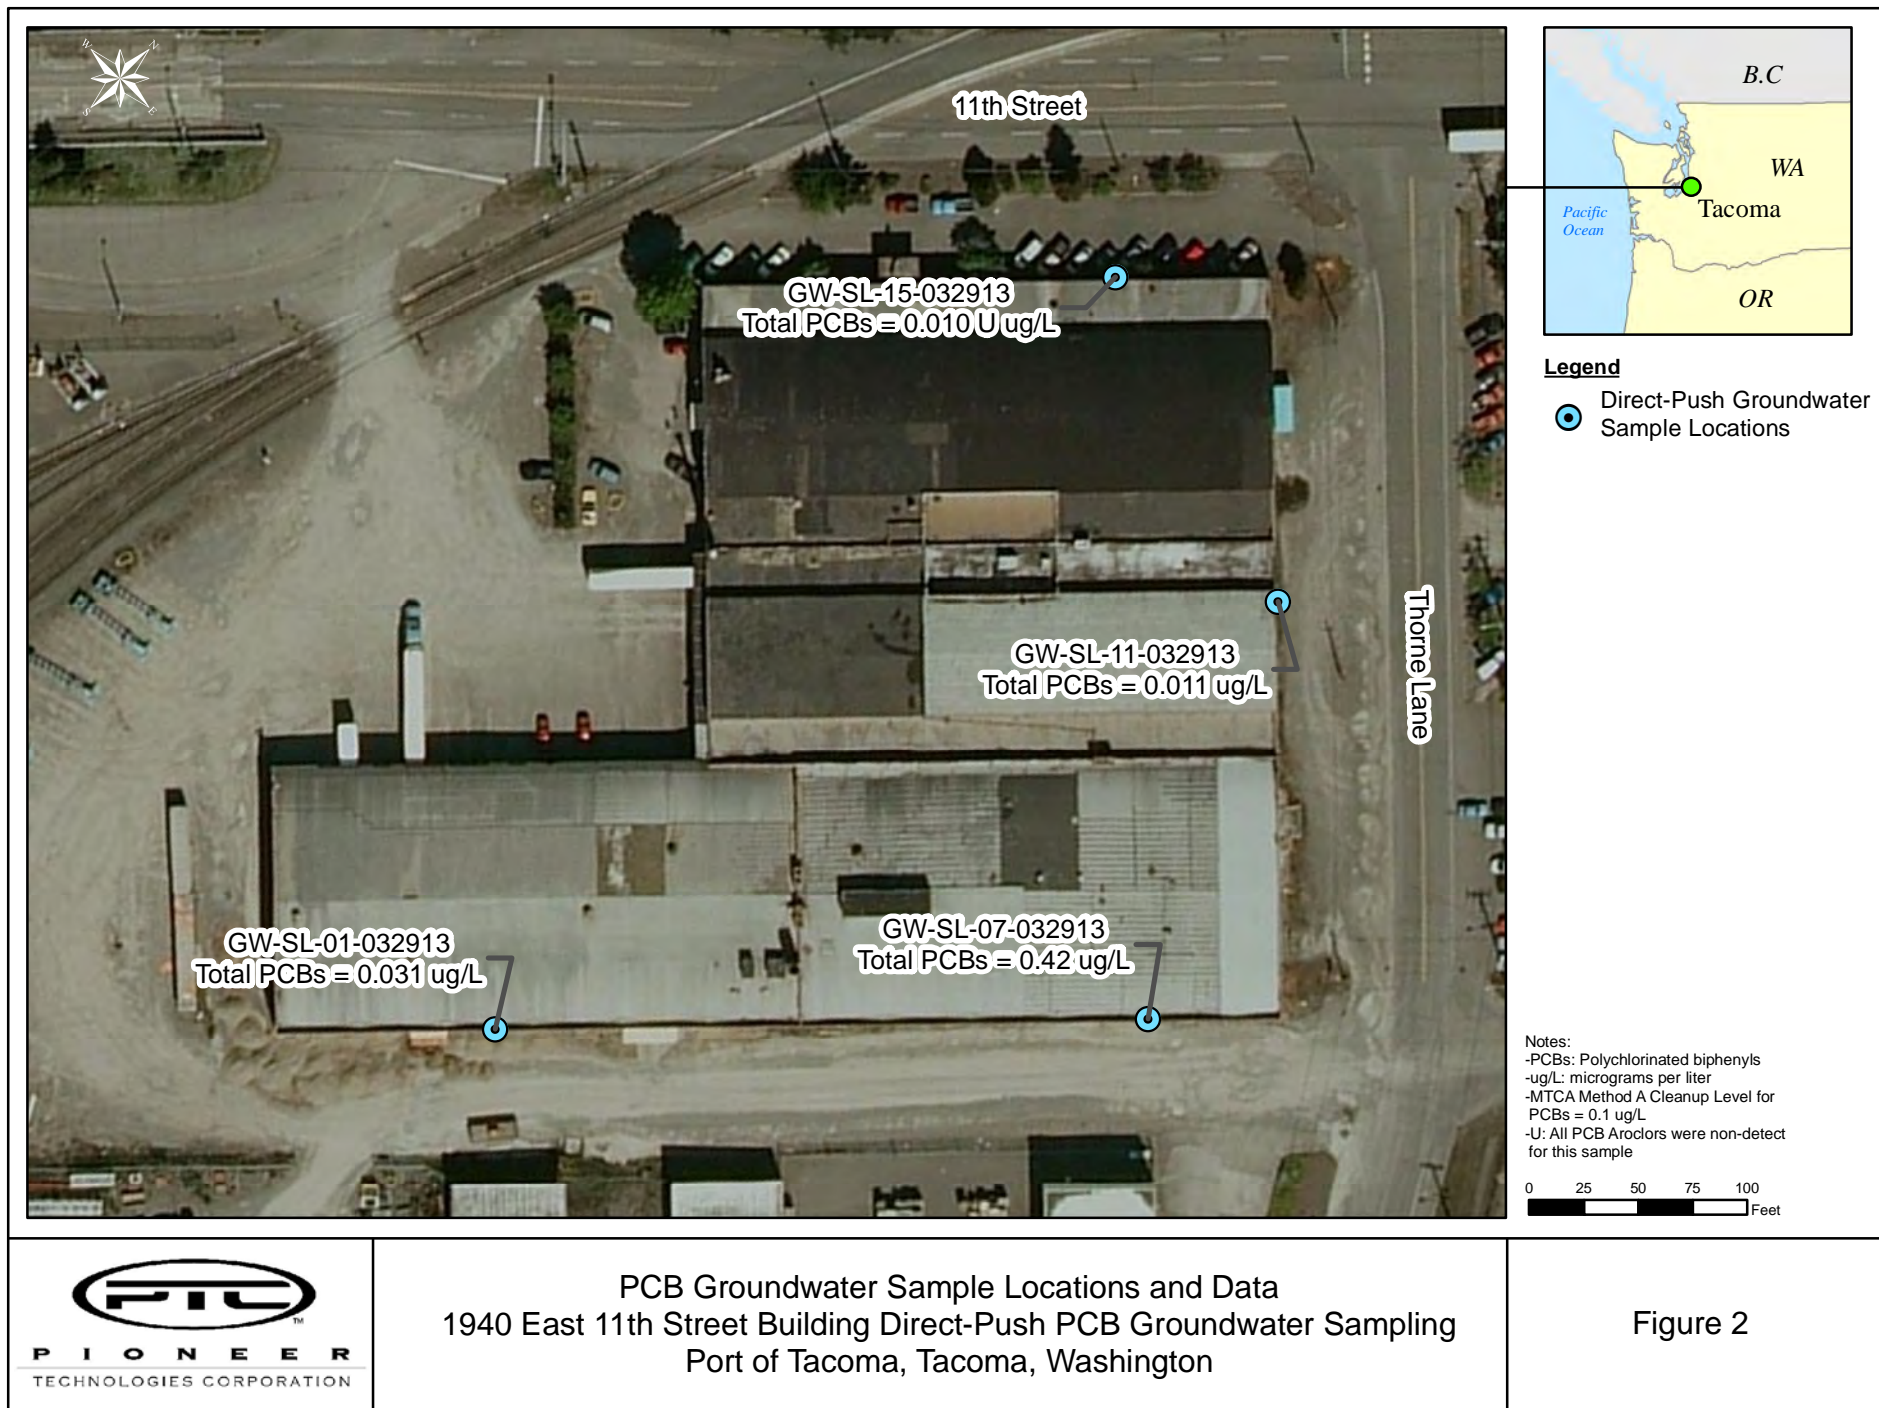 W
N
S
E
11th Street
GW-SL-15-032913
Total PCBs = 0.010 U ug/L
GW-SL-11-032913
Total PCBs = 0.011 ug/L
Thorne Lane
GW-SL-01-032913
Total PCBs = 0.031 ug/L
GW-SL-07-032913
Total PCBs = 0.42 ug/L
B.C
WA
Tacoma
Pacific
Ocean
OR
Legend
Direct-Push Groundwater
Sample Locations
Notes:
-PCBs: Polychlorinated biphenyls
-ug/L: micrograms per liter
-MTCA Method A Cleanup Level for
PCBs = 0.1 ug/L
-U: All PCB Aroclors were non-detect
for this sample
0 25 50 75 100
Feet
PTC
TM
PIONEER
TECHNOLOGIES CORPORATION
PCB Groundwater Sample Locations and Data
1940 East 11th Street Building Direct-Push PCB Groundwater Sampling
Port of Tacoma, Tacoma, Washington
Figure 2